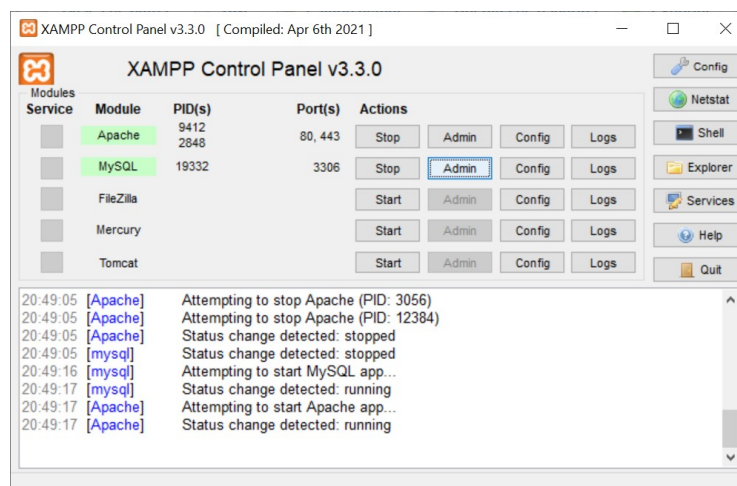 XAMPP Control Panel v3.3.0 [ Compiled: Apr 6th 2021 ]
XAMPP Control Panel v3.3.0
Config
Modules
Service Module PID(s) Port(s) Actions
Netstat
Apache 9412 2848 80, 443 Stop Admin Config Logs
Shell
MySQL 19332 3306 Stop Admin Config Logs
Explorer
FileZilla Start Admin Config Logs
Services
Mercury Start Admin Config Logs
Help
Tomcat Start Admin Config Logs
Quit
20:49:05 [Apache] Attempting to stop Apache (PID: 3056)
20:49:05 [Apache] Attempting to stop Apache (PID: 12384)
20:49:05 [Apache] Status change detected: stopped
20:49:05 [mysql] Status change detected: stopped
20:49:16 [mysql] Attempting to start MySQL app...
20:49:17 [mysql] Status change detected: running
20:49:17 [Apache] Attempting to start Apache app...
20:49:17 [Apache] Status change detected: running